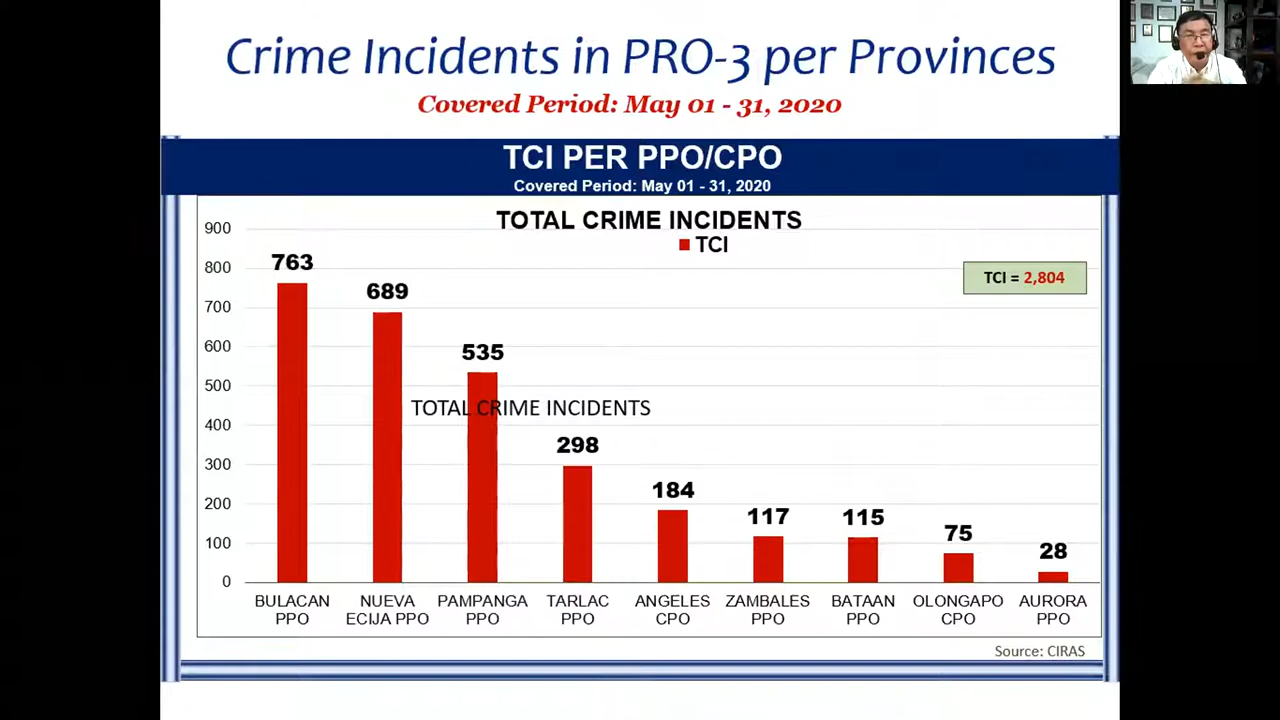 Crime Incidents in PRO-3 per Provinces
Covered Period: May 01 - 31, 2020
TCI PER PPO/CPO
Covered Period: May 01 - 31, 2020
TOTAL CRIME INCIDENTS
TCI
TCI = 2,804
900
800
700
600
500
400
300
200
100
0
763
689
535
298
184
117
115
75
28
TOTAL CRIME INCIDENTS
BULACAN
PPO
NUEVA
ECIJA PPO
PAMPANGA
PPO
TARLAC
PPO
ANGELES
CPO
ZAMBALES
PPO
BATAAN
PPO
OLONGAPO
CPO
AURORA
PPO
Source: CIRAS